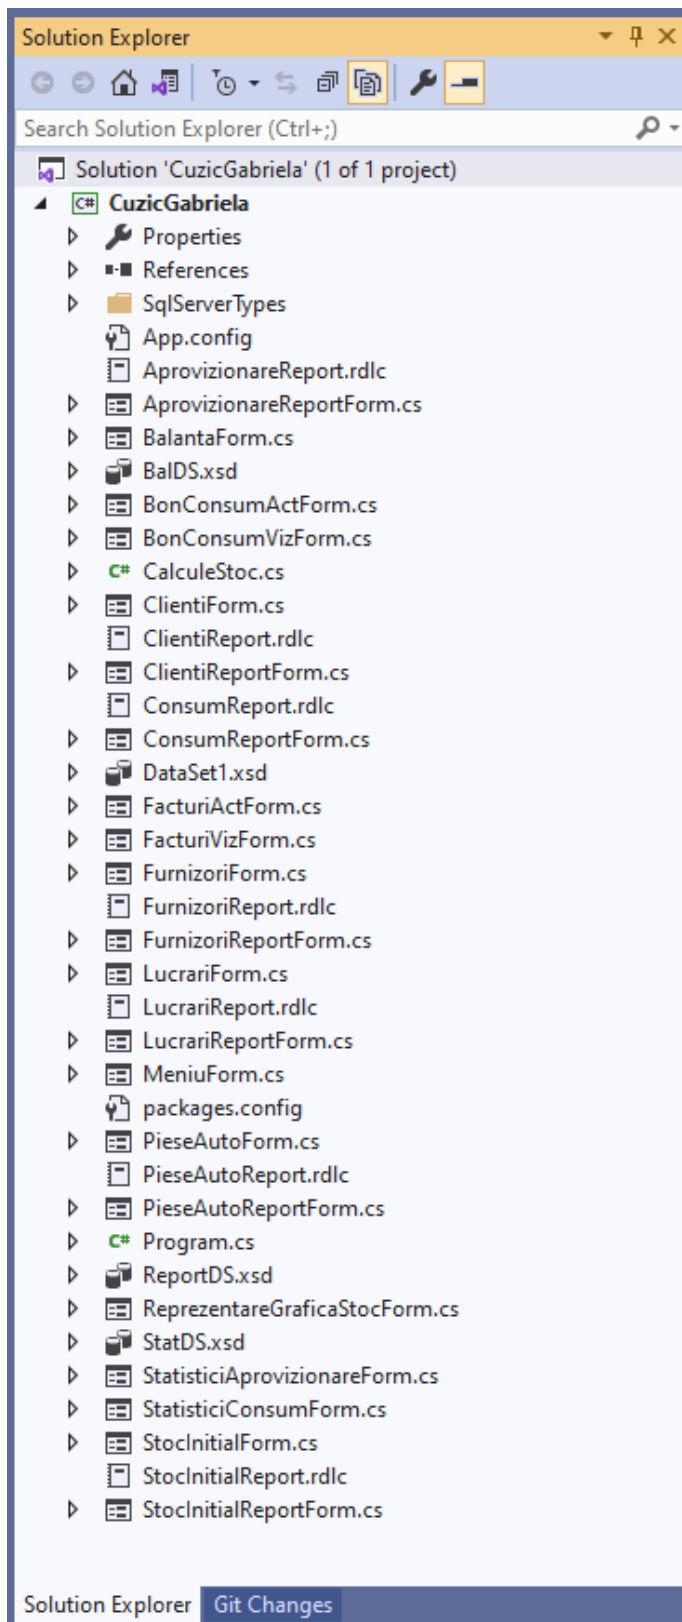 Solution Explorer
Search Solution Explorer (Ctrl+;)
Solution 'CuzicGabriela' (1 of 1 project)
C# CuzicGabriela
Properties
References
SqlServerTypes
App.config
AprovizionareReport.rdlc
AprovizionareReportForm.cs
BalantaForm.cs
BalDS.xsd
BonConsumActForm.cs
BonConsumVizForm.cs
C# CalculeStoc.cs
ClientiForm.cs
ClientiReport.rdlc
ClientiReportForm.cs
ConsumReport.rdlc
ConsumReportForm.cs
DataSet1.xsd
FacturiActForm.cs
FacturiVizForm.cs
FurnizoriForm.cs
FurnizoriReport.rdlc
FurnizoriReportForm.cs
LucrariForm.cs
LucrariReport.rdlc
LucrariReportForm.cs
MeniuForm.cs
packages.config
PieseAutoForm.cs
PieseAutoReport.rdlc
PieseAutoReportForm.cs
C# Program.cs
ReportDS.xsd
ReprezentareGraficaStocForm.cs
StatDS.xsd
StatisticiAprovizionareForm.cs
StatisticiConsumForm.cs
StocInitialForm.cs
StocInitialReport.rdlc
StocInitialReportForm.cs
Solution Explorer Git Changes